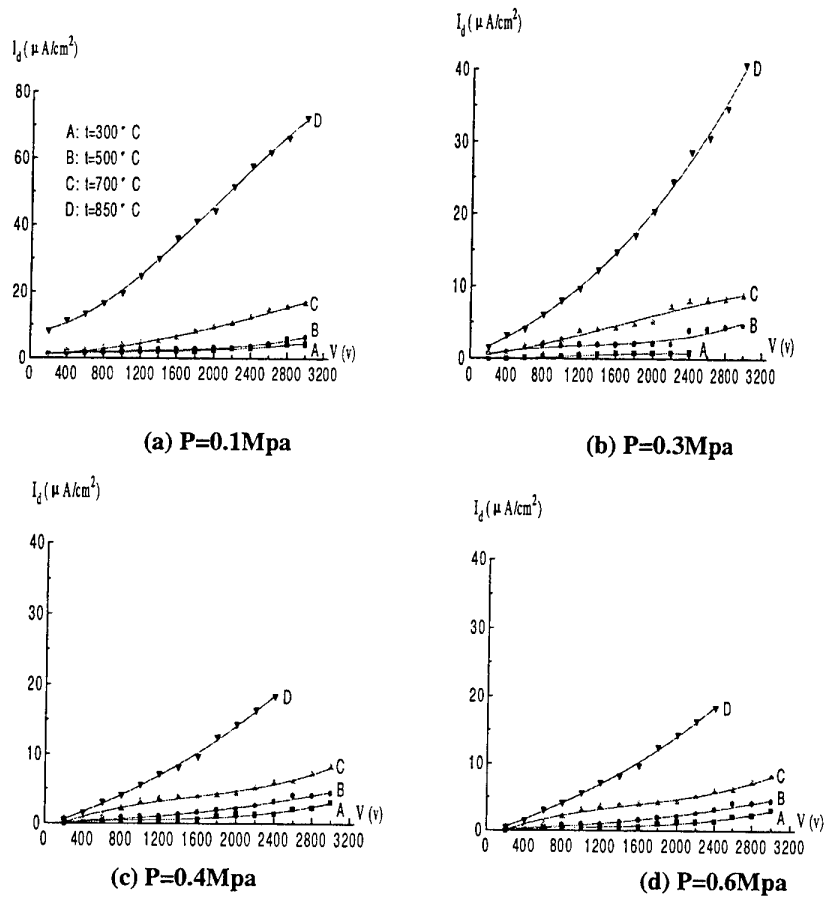 I_d ( μ A/cm²)
80
60
40
20
0
A: t=300 ° C
B: t=500 ° C
C: t=700 ° C
D: t=850 ° C
D
C
B
A
V (v)
0 400 800 1200 1600 2000 2400 2800 3200
(a) P=0.1Mpa
I_d ( μ A/cm²)
40
30
20
10
0
D
C
B
A
V (v)
0 400 800 1200 1600 2000 2400 2800 3200
(b) P=0.3Mpa
I_d ( μ A/cm²)
40
30
20
10
0
D
C
B
A
V (v)
0 400 800 1200 1600 2000 2400 2800 3200
(c) P=0.4Mpa
I_d ( μ A/cm²)
40
30
20
10
0
D
C
B
A
V (v)
0 400 800 1200 1600 2000 2400 2800 3200
(d) P=0.6Mpa